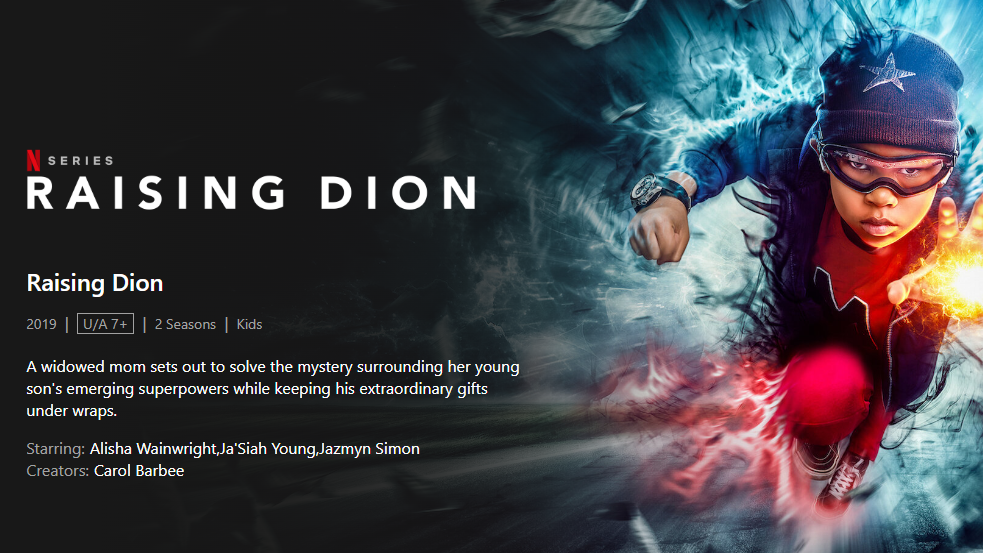 N SERIES
RAISING DION
Raising Dion
2019 | U/A 7+ | 2 Seasons | Kids
A widowed mom sets out to solve the mystery surrounding her young
son's emerging superpowers while keeping his extraordinary gifts
under wraps.
Starring: Alisha Wainwright,Ja'Siah Young,Jazmyn Simon
Creators: Carol Barbee